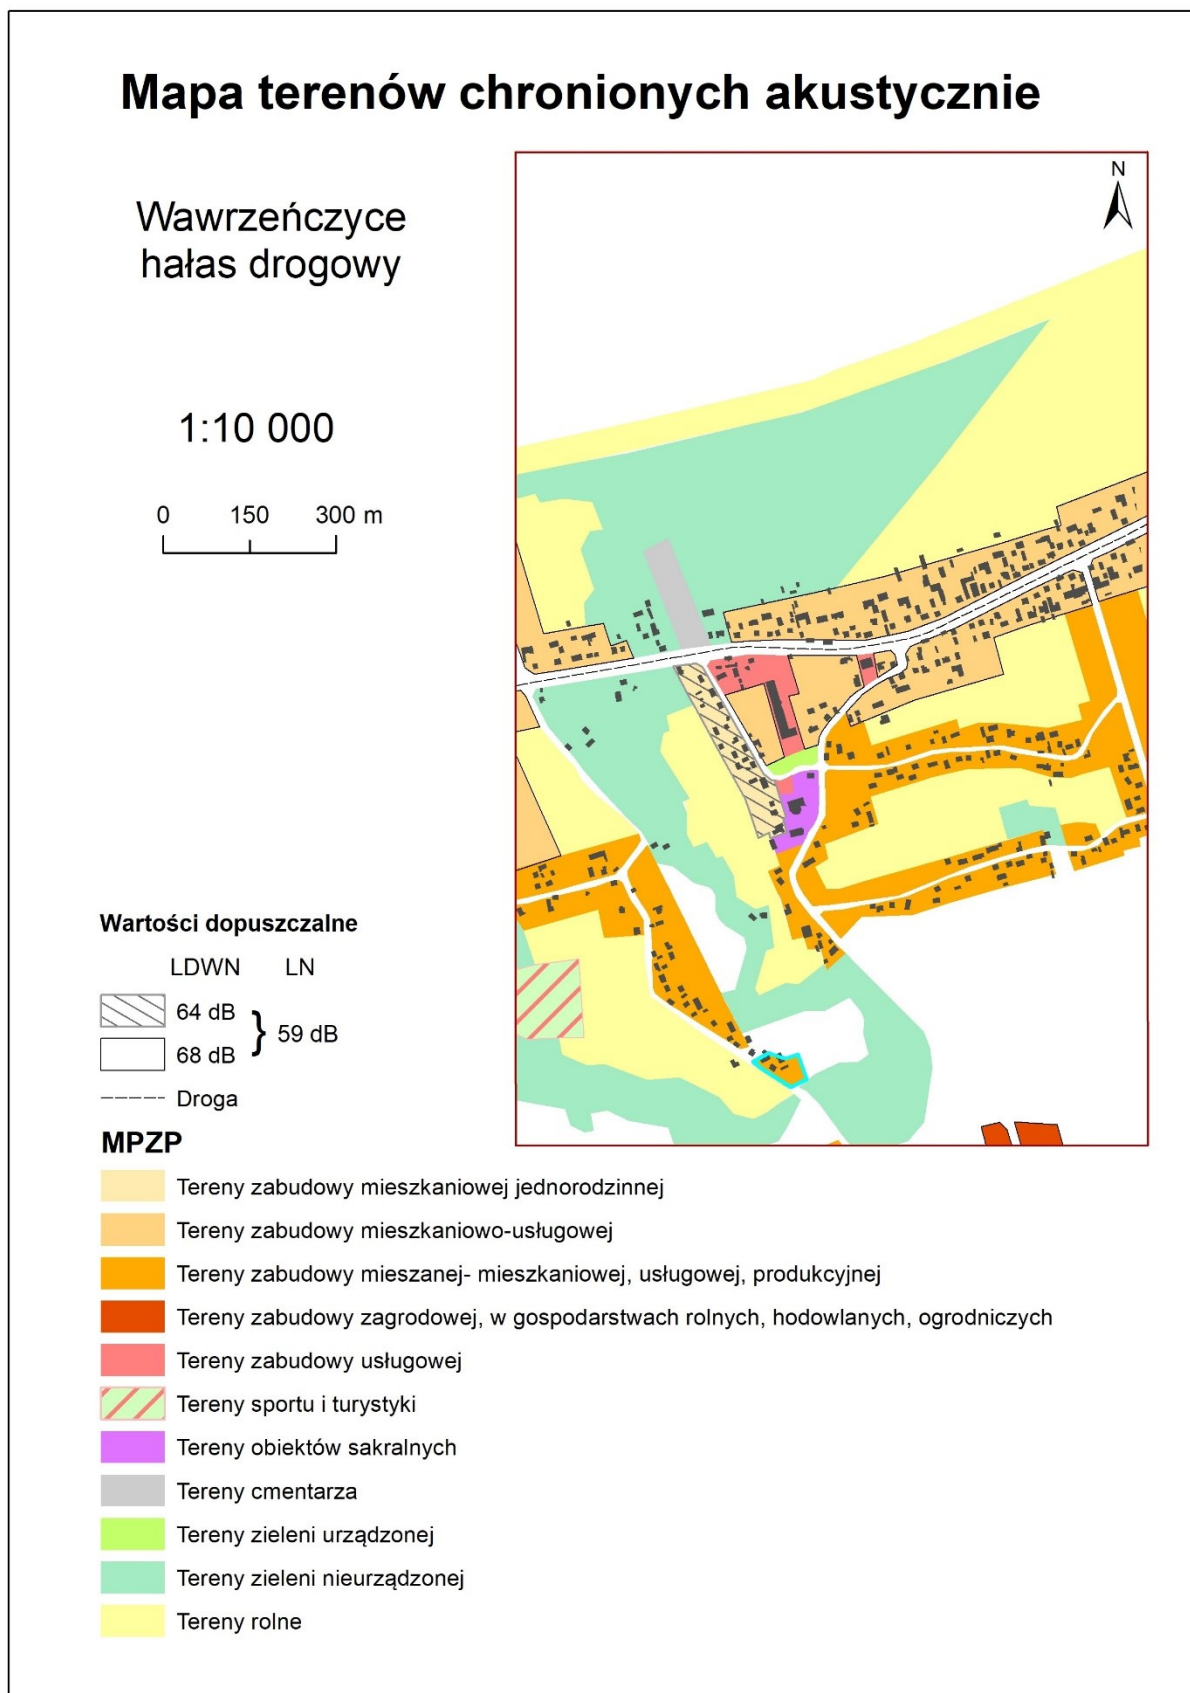 Mapa terenów chronionych akustycznie
Wawrzeńczyce
hałas drogowy
N
1:10 000
0 150 300 m
Wartości dopuszczalne
LDWN LN
64 dB
} 59 dB
68 dB
Droga
MPZP
Tereny zabudowy mieszkaniowej jednorodzinnej
Tereny zabudowy mieszkaniowo-usługowej
Tereny zabudowy mieszanej- mieszkaniowej, usługowej, produkcyjnej
Tereny zabudowy zagrodowej, w gospodarstwach rolnych, hodowlanych, ogrodniczych
Tereny zabudowy usługowej
Tereny sportu i turystyki
Tereny obiektów sakralnych
Tereny cmentarza
Tereny zieleni urządzonej
Tereny zieleni nieurządzonej
Tereny rolne